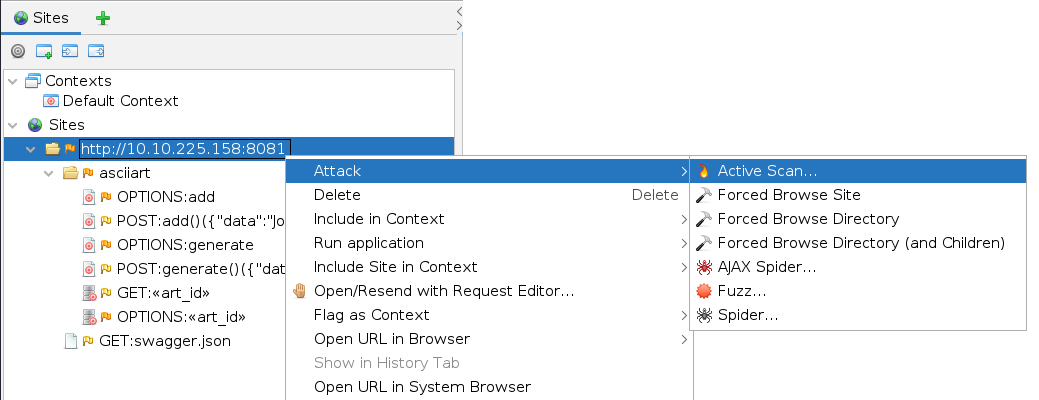 Sites
Contexts
Default Context
Sites
http://10.10.225.158:8081
asciiart
OPTIONS:add
POST:add()({"data":"Jo
OPTIONS:generate
POST:generate()({"dat
GET:«art_id»
OPTIONS:«art_id»
GET:swagger.json
Attack
Delete Delete
Include in Context
Run application
Include Site in Context
Open/Resend with Request Editor...
Flag as Context
Open URL in Browser
Show in History Tab
Open URL in System Browser
Active Scan...
Forced Browse Site
Forced Browse Directory
Forced Browse Directory (and Children)
AJAX Spider...
Fuzz...
Spider...